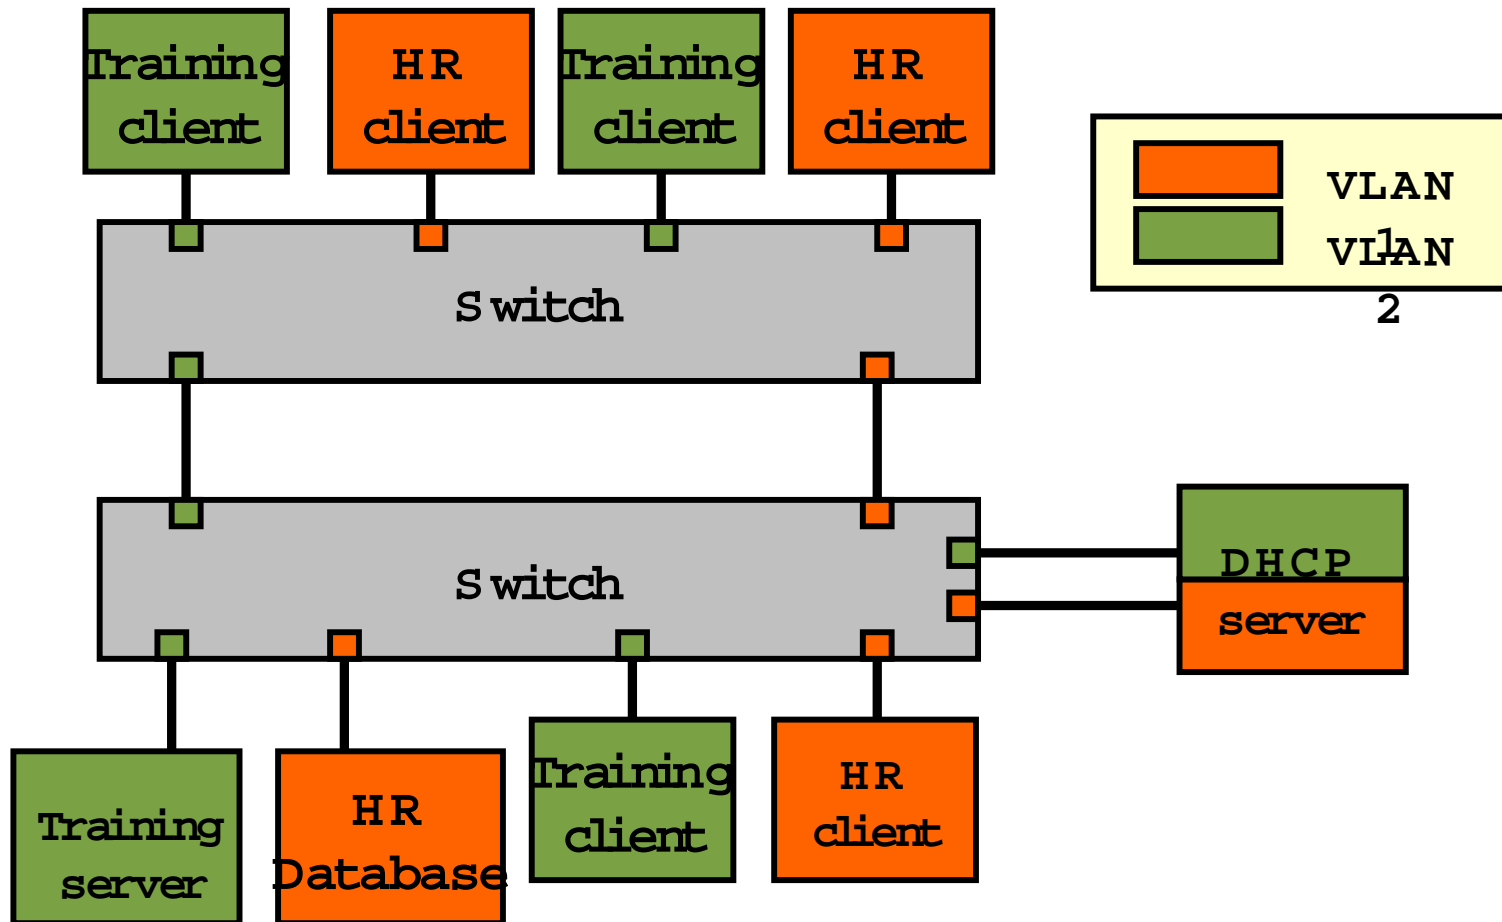 Training
client
HR
client
Training
client
HR
client
VLAN
1
VLAN
2
Switch
Switch
DHCP
server
Training
server
HR
Database
Training
client
HR
client